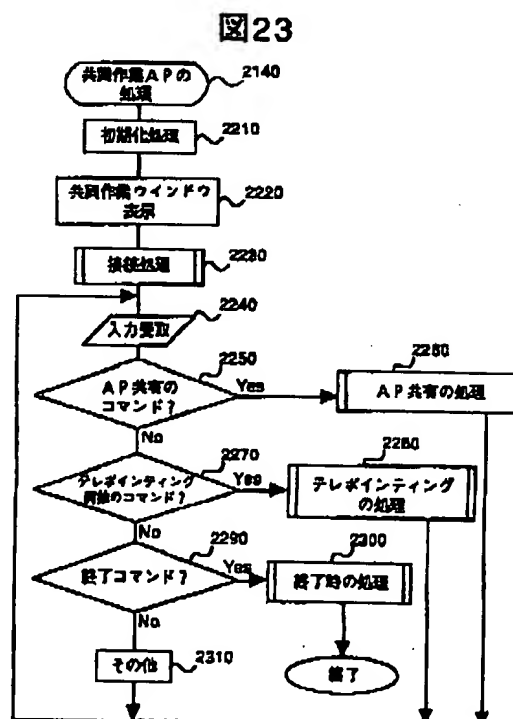 図23
共同作業APの
処理
2140
初期化処理
2210
共同作業ウインドウ
表示
2220
接続処理
2230
2240
入力受取
2250
AP共有の
コマンド?
Yes
2260
AP共有の処理
No
2270
テレポインティング
開始のコマンド?
Yes
2280
テレポインティング
の処理
No
2290
終了コマンド?
Yes
2300
終了時の処理
No
その他
2310
終了